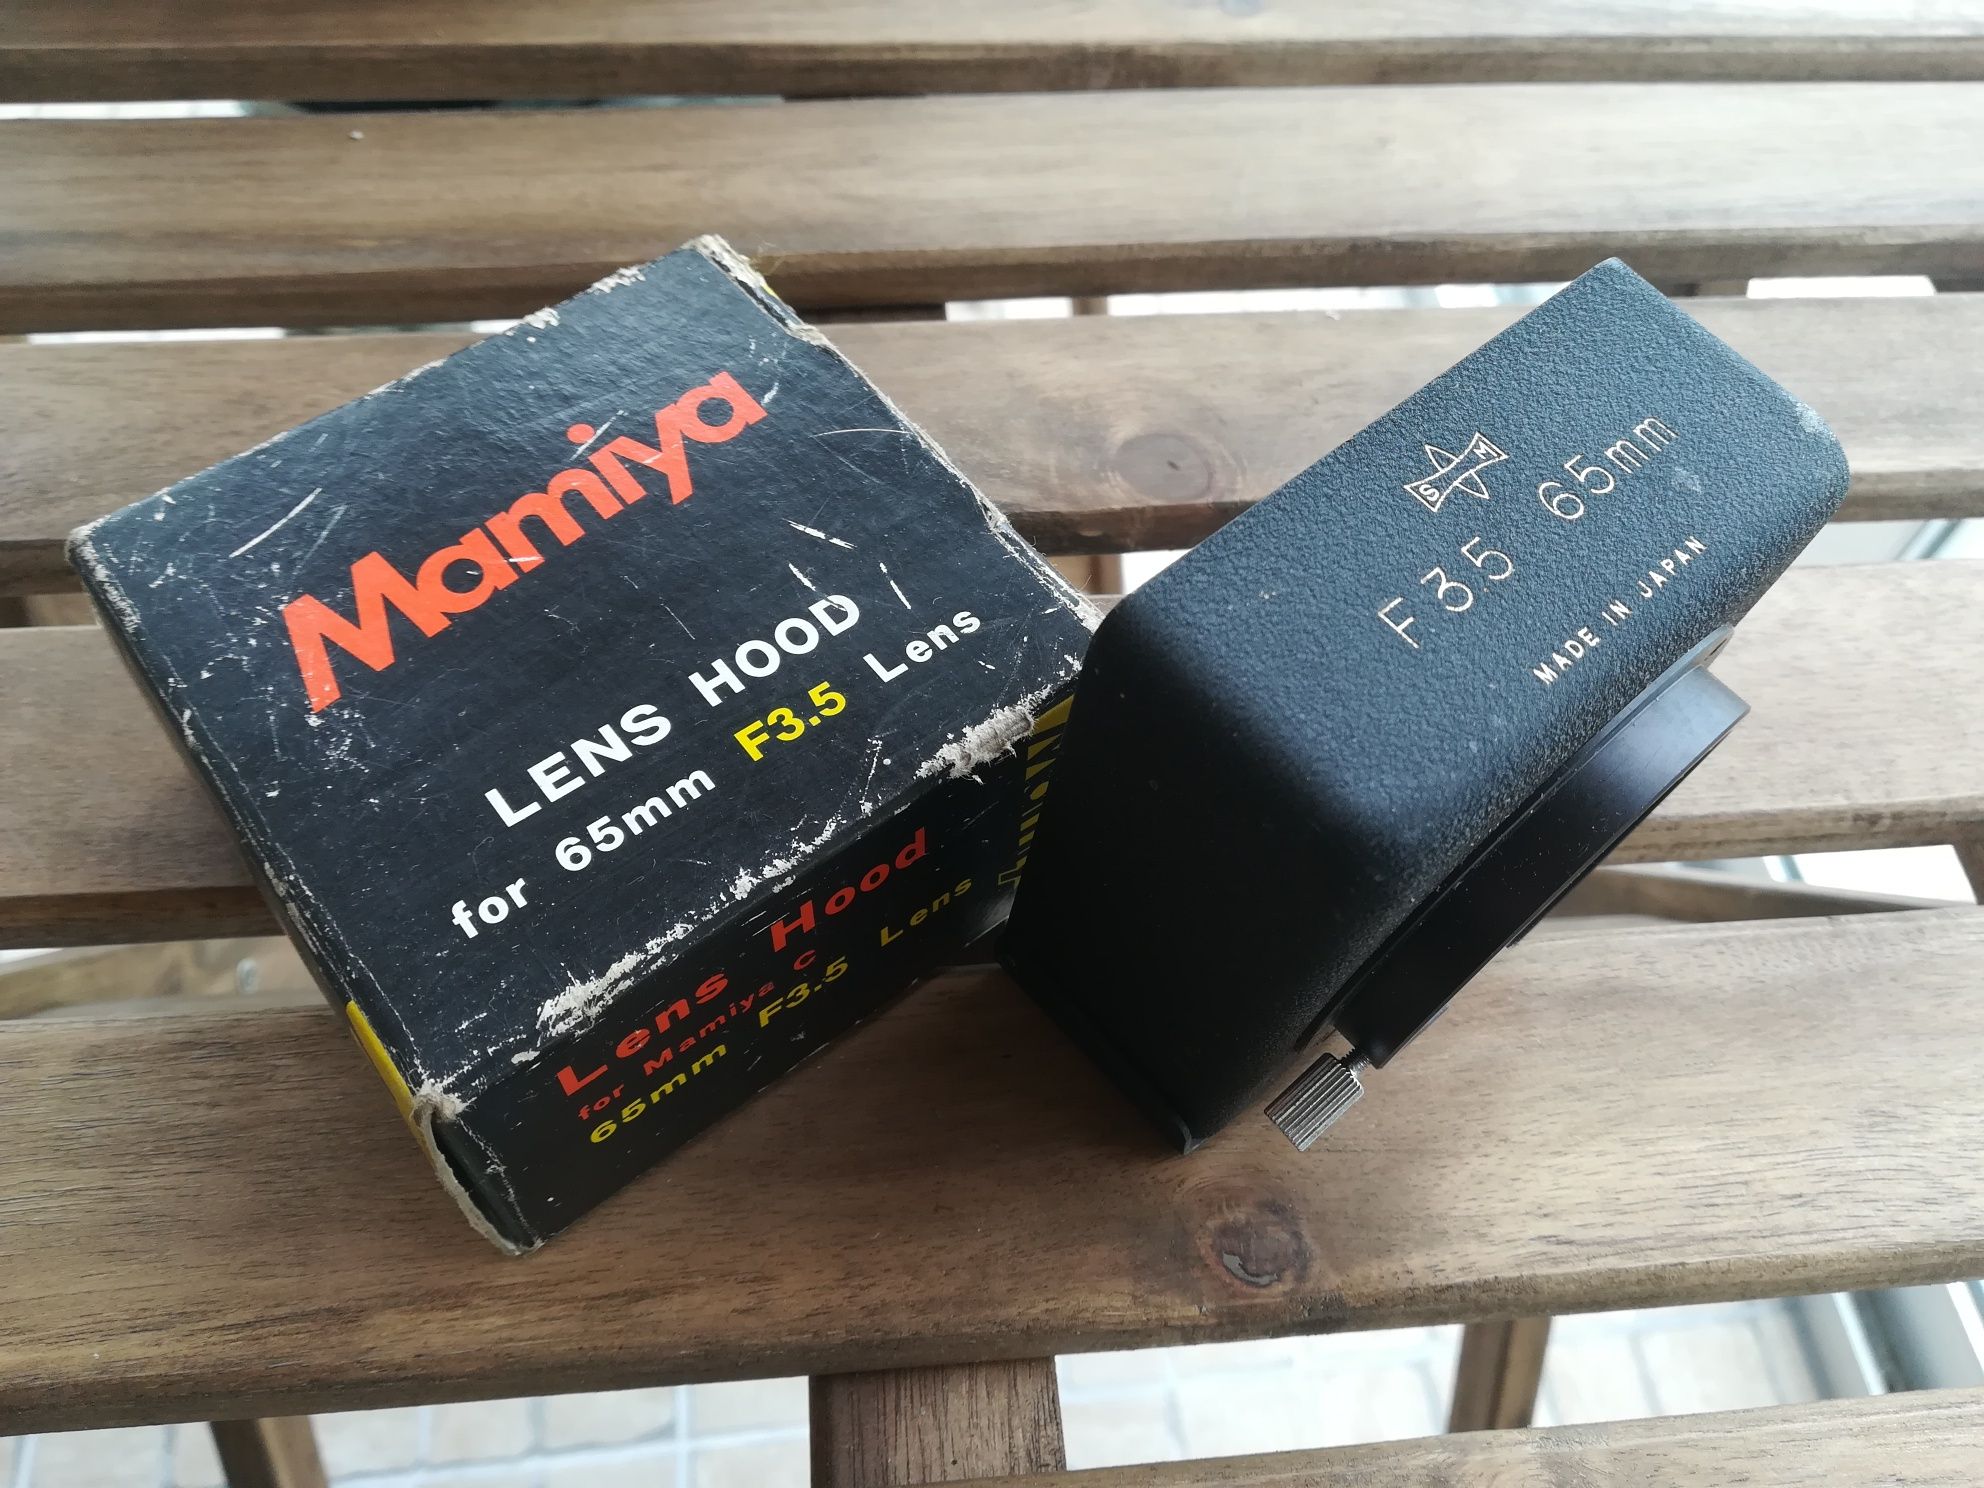 Mamiya
LENS HOOD
for 65mm F3.5 Lens
Lens Hood
for Mamiya C
65mm F3.5 Lens
S M
F 3.5 65mm
MADE IN JAPAN